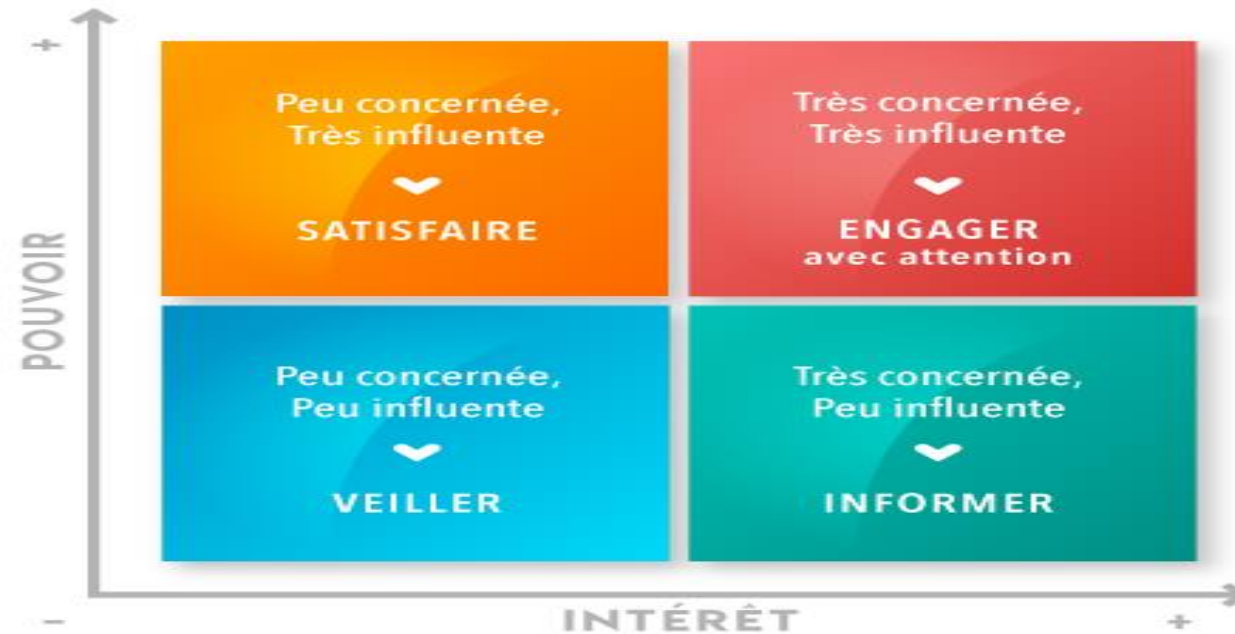 +
POUVOIR
Peu concernée,
Très influente
SATISFAIRE
Très concernée,
Très influente
ENGAGER
avec attention
Peu concernée,
Peu influente
VEILLER
Très concernée,
Peu influente
INFORMER
-
INTÉRÊT
+